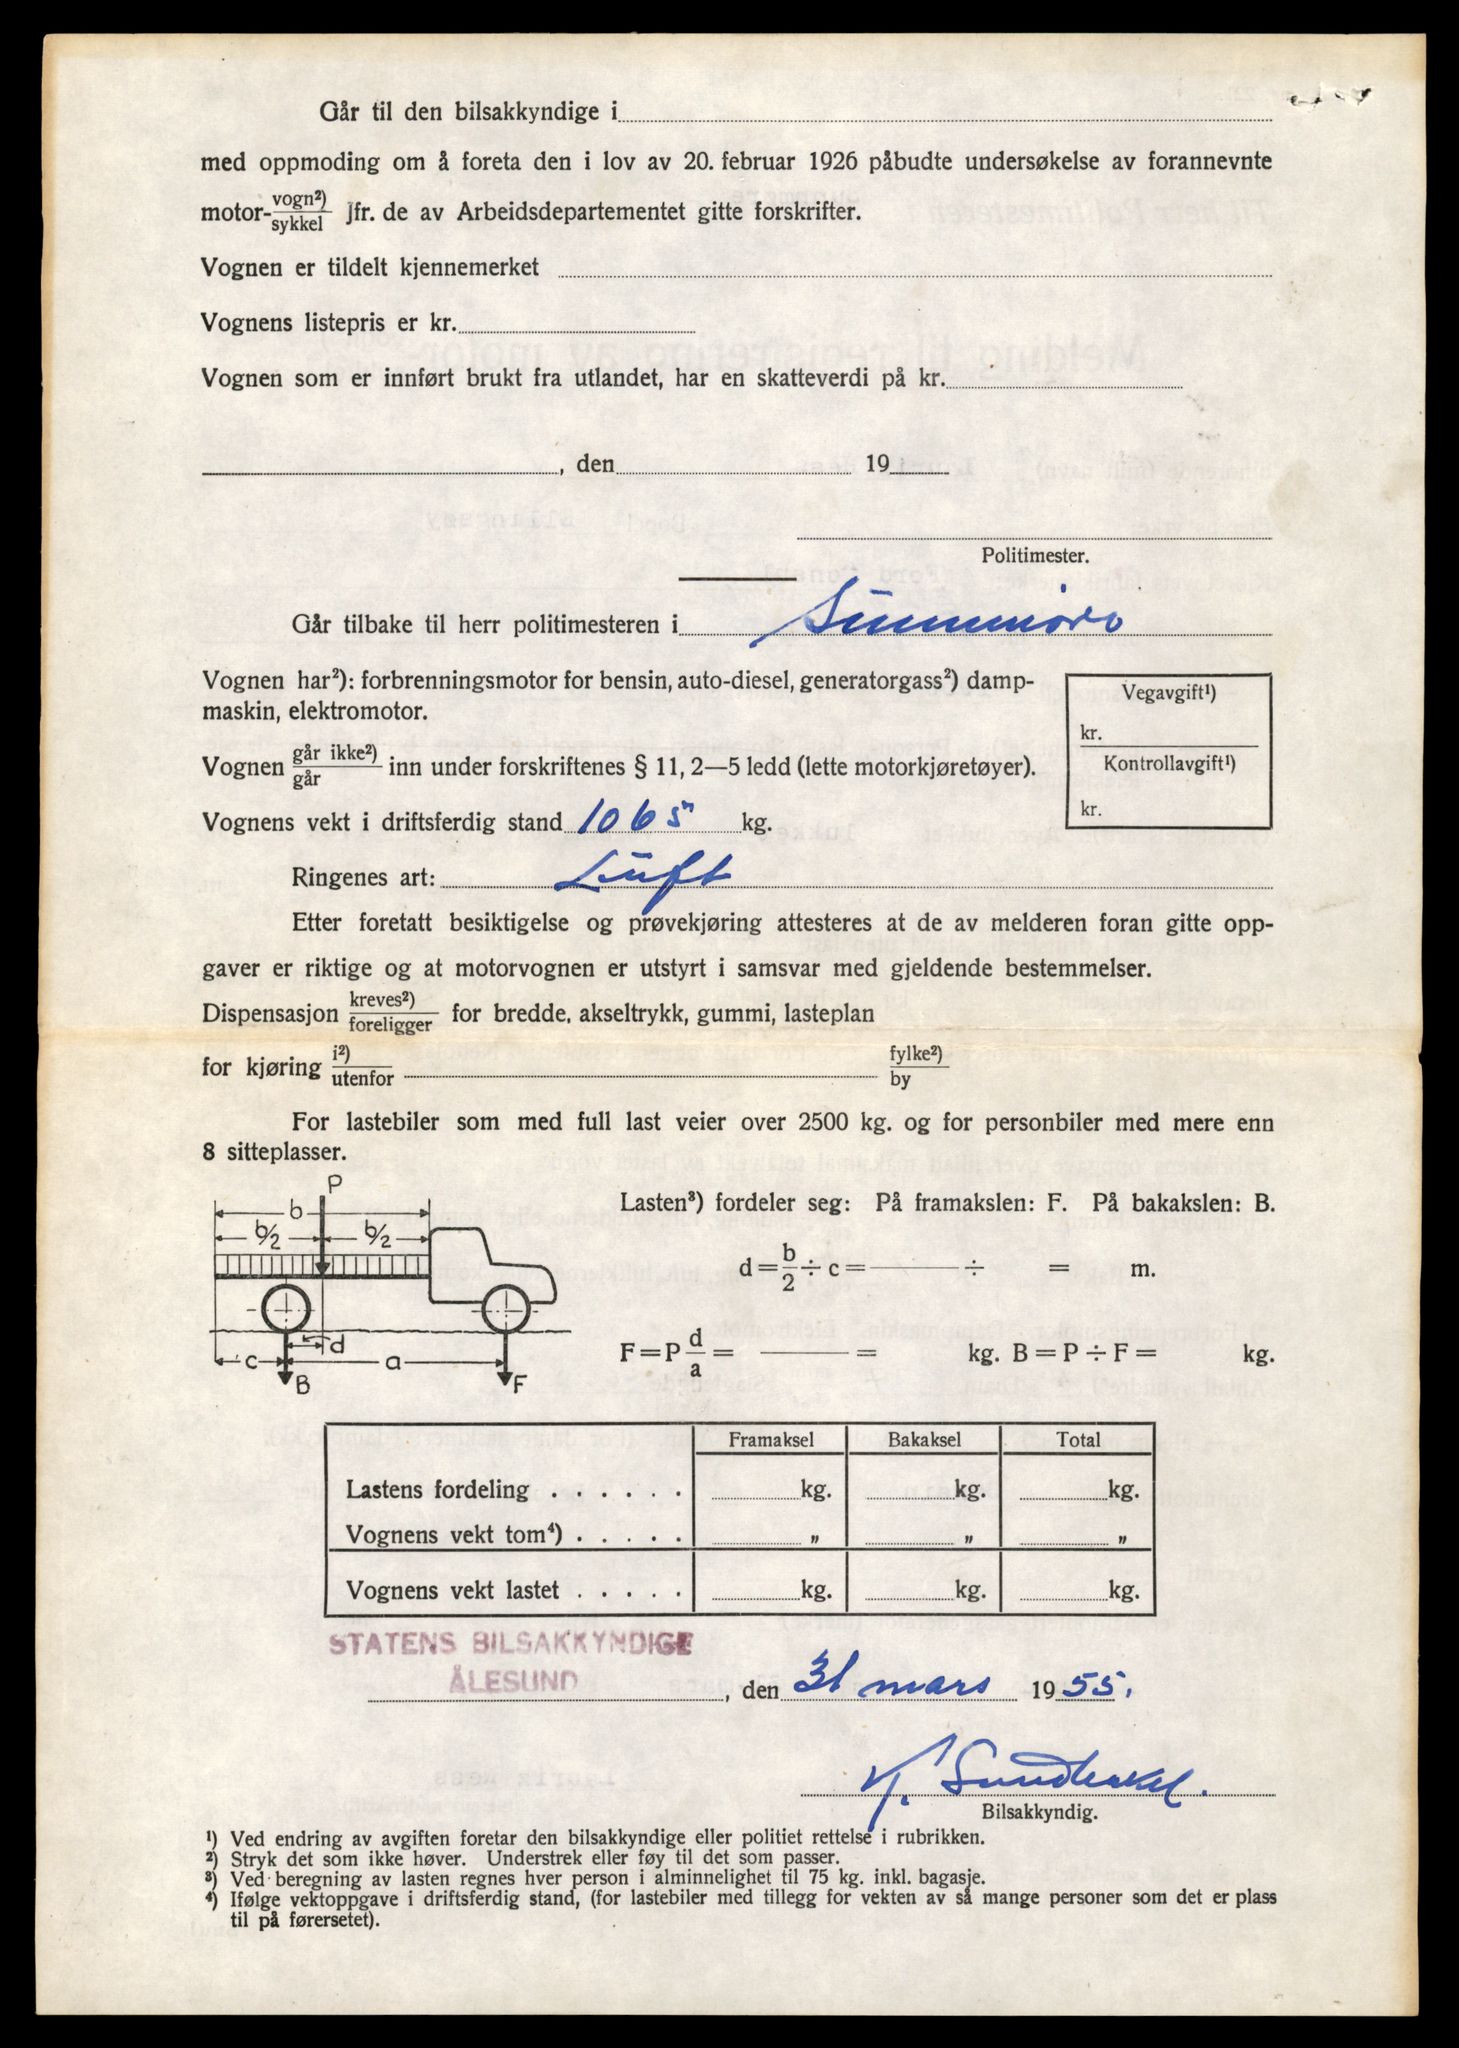 Går til den bilsakkyndige i
med oppmoding om å foreta den i lov av 20. februar 1926 påbudte undersøkelse av forannevnte
motor- vogn²) / sykkel jfr. de av Arbeidsdepartementet gitte forskrifter.
Vognen er tildelt kjennemerket
Vognens listepris er kr.
Vognen som er innført brukt fra utlandet, har en skatteverdi på kr.
, den 19
Politimester.
Går tilbake til herr politimesteren i Sunnmøre
Vognen har²): forbrenningsmotor for bensin, auto-diesel, generatorgass²) damp-
maskin, elektromotor.
Vegavgift¹)
kr.
Kontrollavgift¹)
kr.
Vognen går ikke²) / går inn under forskriftenes § 11, 2—5 ledd (lette motorkjøretøyer).
Vognens vekt i driftsferdig stand 1065 kg.
Ringenes art: Luft
Etter foretatt besiktigelse og prøvekjøring attesteres at de av melderen foran gitte opp-
gaver er riktige og at motorvognen er utstyrt i samsvar med gjeldende bestemmelser.
Dispensasjon kreves²) / foreligger for bredde, akseltrykk, gummi, lasteplan
for kjøring i²) / utenfor fylke²) / by
For lastebiler som med full last veier over 2500 kg. og for personbiler med mere enn
8 sitteplasser.
P
b
b/2 b/2
c d a
B F
Lasten³) fordeler seg: På framakslen: F. På bakakslen: B.
d = b/2 ÷ c = ——— ÷ = m.
F = P d/a = ——— = kg. B = P ÷ F = kg.
Framaksel Bakaksel Total
Lastens fordeling . . . . . . kg. kg. kg.
Vognens vekt tom⁴) . . . . . „ „ „
Vognens vekt lastet . . . . . kg. kg. kg.
STATENS BILSAKKYNDIGE
ÅLESUND , den 31 mars 1955.
Bilsakkyndig.
¹) Ved endring av avgiften foretar den bilsakkyndige eller politiet rettelse i rubrikken.
²) Stryk det som ikke høver. Understrek eller føy til det som passer.
³) Ved beregning av lasten regnes hver person i alminnelighet til 75 kg. inkl. bagasje.
⁴) Ifølge vektoppgave i driftsferdig stand, (for lastebiler med tillegg for vekten av så mange personer som det er plass
til på førersetet).